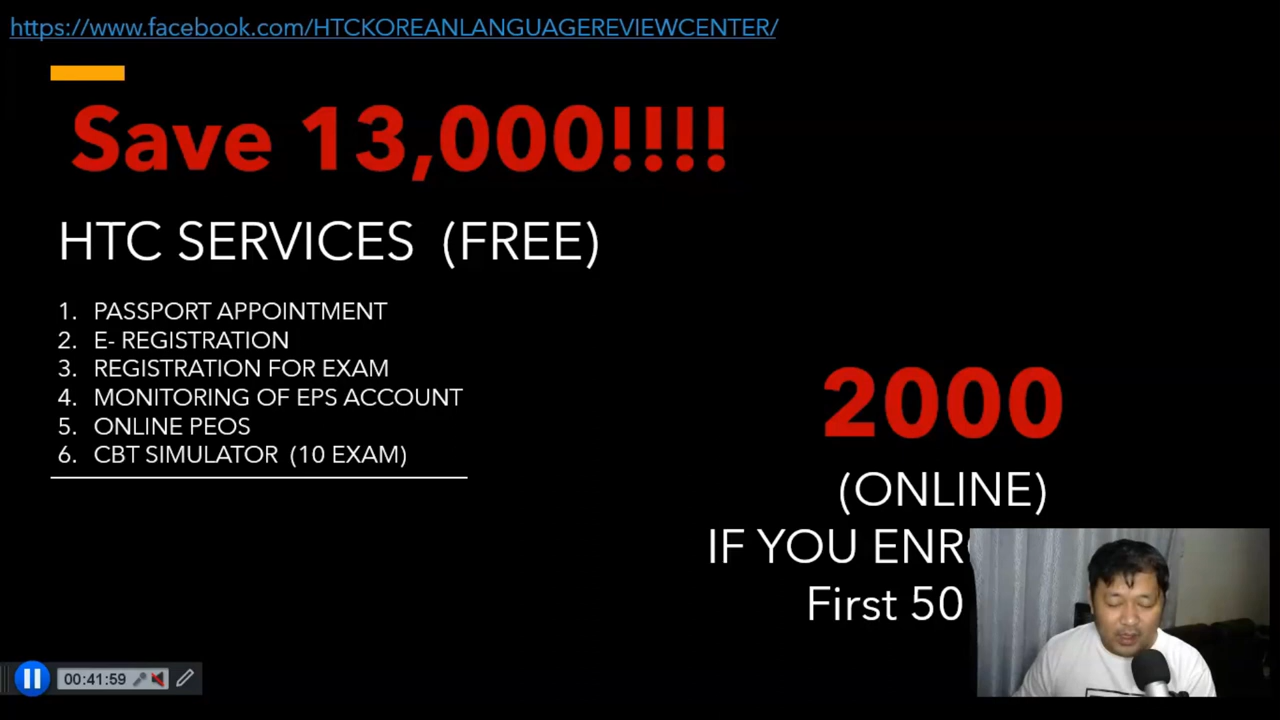 https://www.facebook.com/HTCKOREANLANGUAGEREVIEWCENTER/
Save 13,000!!!!
HTC SERVICES (FREE)
1. PASSPORT APPOINTMENT
2. E- REGISTRATION
3. REGISTRATION FOR EXAM
4. MONITORING OF EPS ACCOUNT
5. ONLINE PEOS
6. CBT SIMULATOR (10 EXAM)
2000
(ONLINE)
IF YOU
First 50
00:41:59